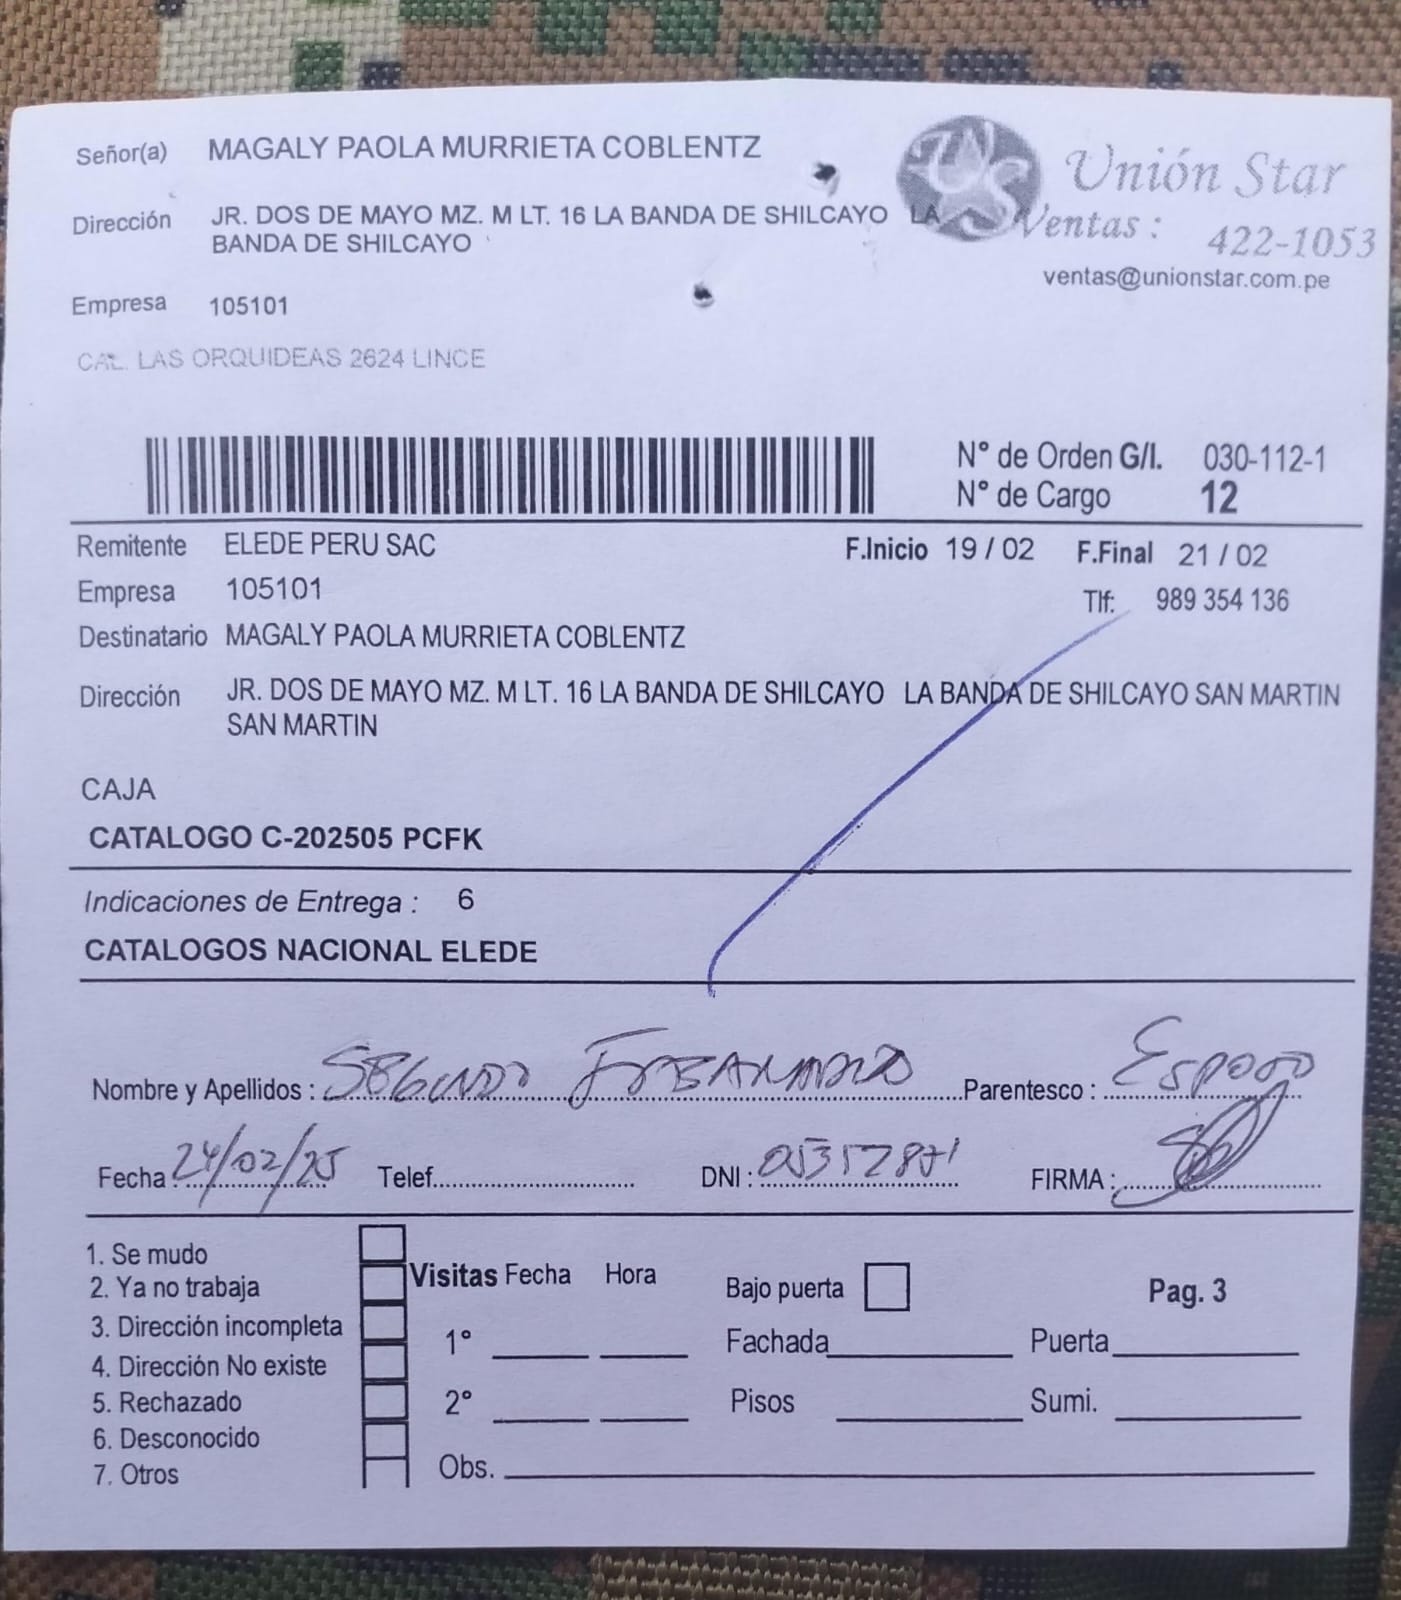 Señor(a) MAGALY PAOLA MURRIETA COBLENTZ
Unión Star
Dirección JR. DOS DE MAYO MZ. M LT. 16 LA BANDA DE SHILCAYO LA
BANDA DE SHILCAYO
Ventas : 422-1053
ventas@unionstar.com.pe
Empresa 105101
CAL. LAS ORQUIDEAS 2624 LINCE
N° de Orden G/I. 030-112-1
N° de Cargo 12
Remitente ELEDE PERU SAC F.Inicio 19 / 02 F.Final 21 / 02
Empresa 105101 Tlf: 989 354 136
Destinatario MAGALY PAOLA MURRIETA COBLENTZ
Dirección JR. DOS DE MAYO MZ. M LT. 16 LA BANDA DE SHILCAYO LA BANDA DE SHILCAYO SAN MARTIN
SAN MARTIN
CAJA
CATALOGO C-202505 PCFK
Indicaciones de Entrega : 6
CATALOGOS NACIONAL ELEDE
Nombre y Apellidos : SEGUNDO Parentesco : Esposo
Fecha : 24/02/25 Telef. DNI : FIRMA :
1. Se mudo
2. Ya no trabaja
3. Dirección incompleta
4. Dirección No existe
5. Rechazado
6. Desconocido
7. Otros
Visitas Fecha Hora
1°
2°
Obs.
Bajo puerta
Fachada
Pisos
Pag. 3
Puerta
Sumi.